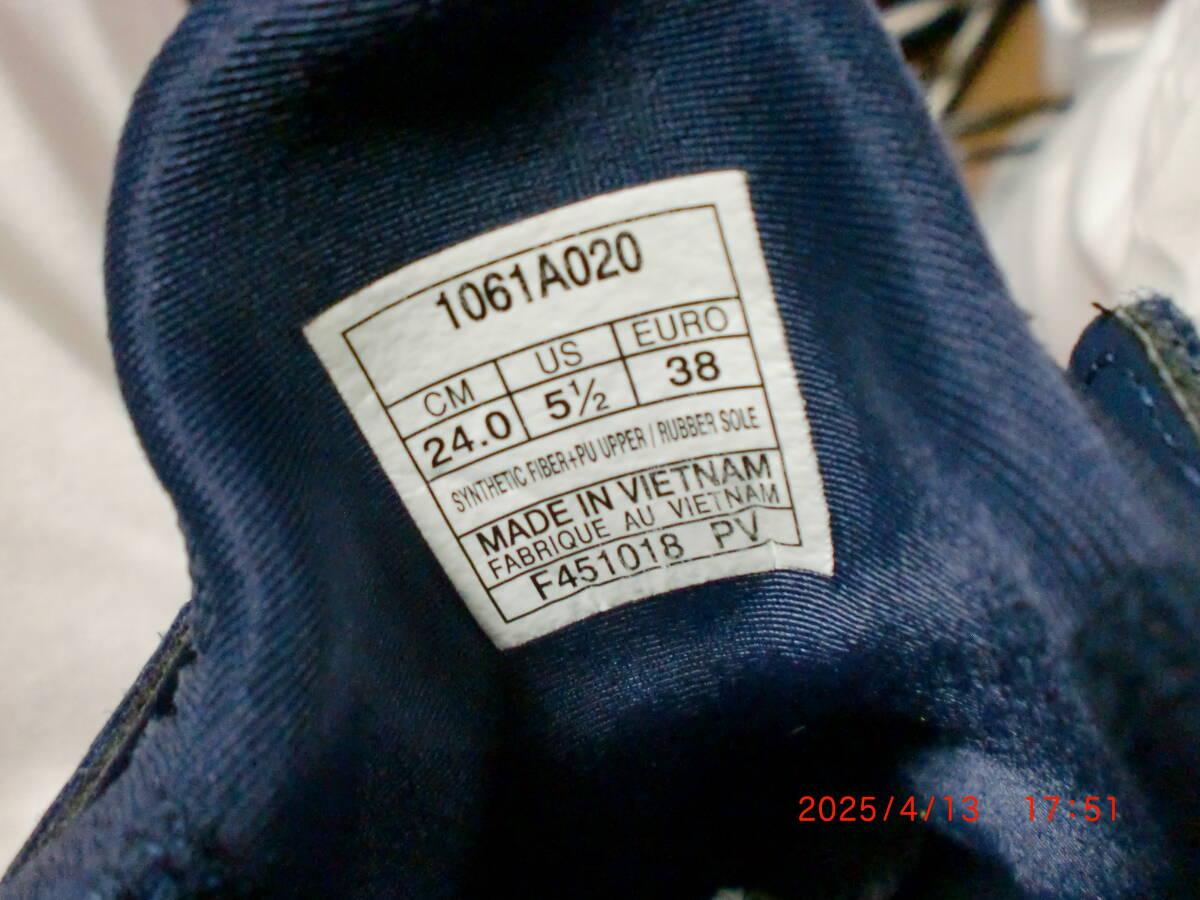 1061A020
CM US EURO
24.0 5½ 38
SYNTHETIC FIBER+PU UPPER / RUBBER SOLE
MADE IN VIETNAM
FABRIQUE AU VIETNAM
F451018 PV
2025/4/13 17:51